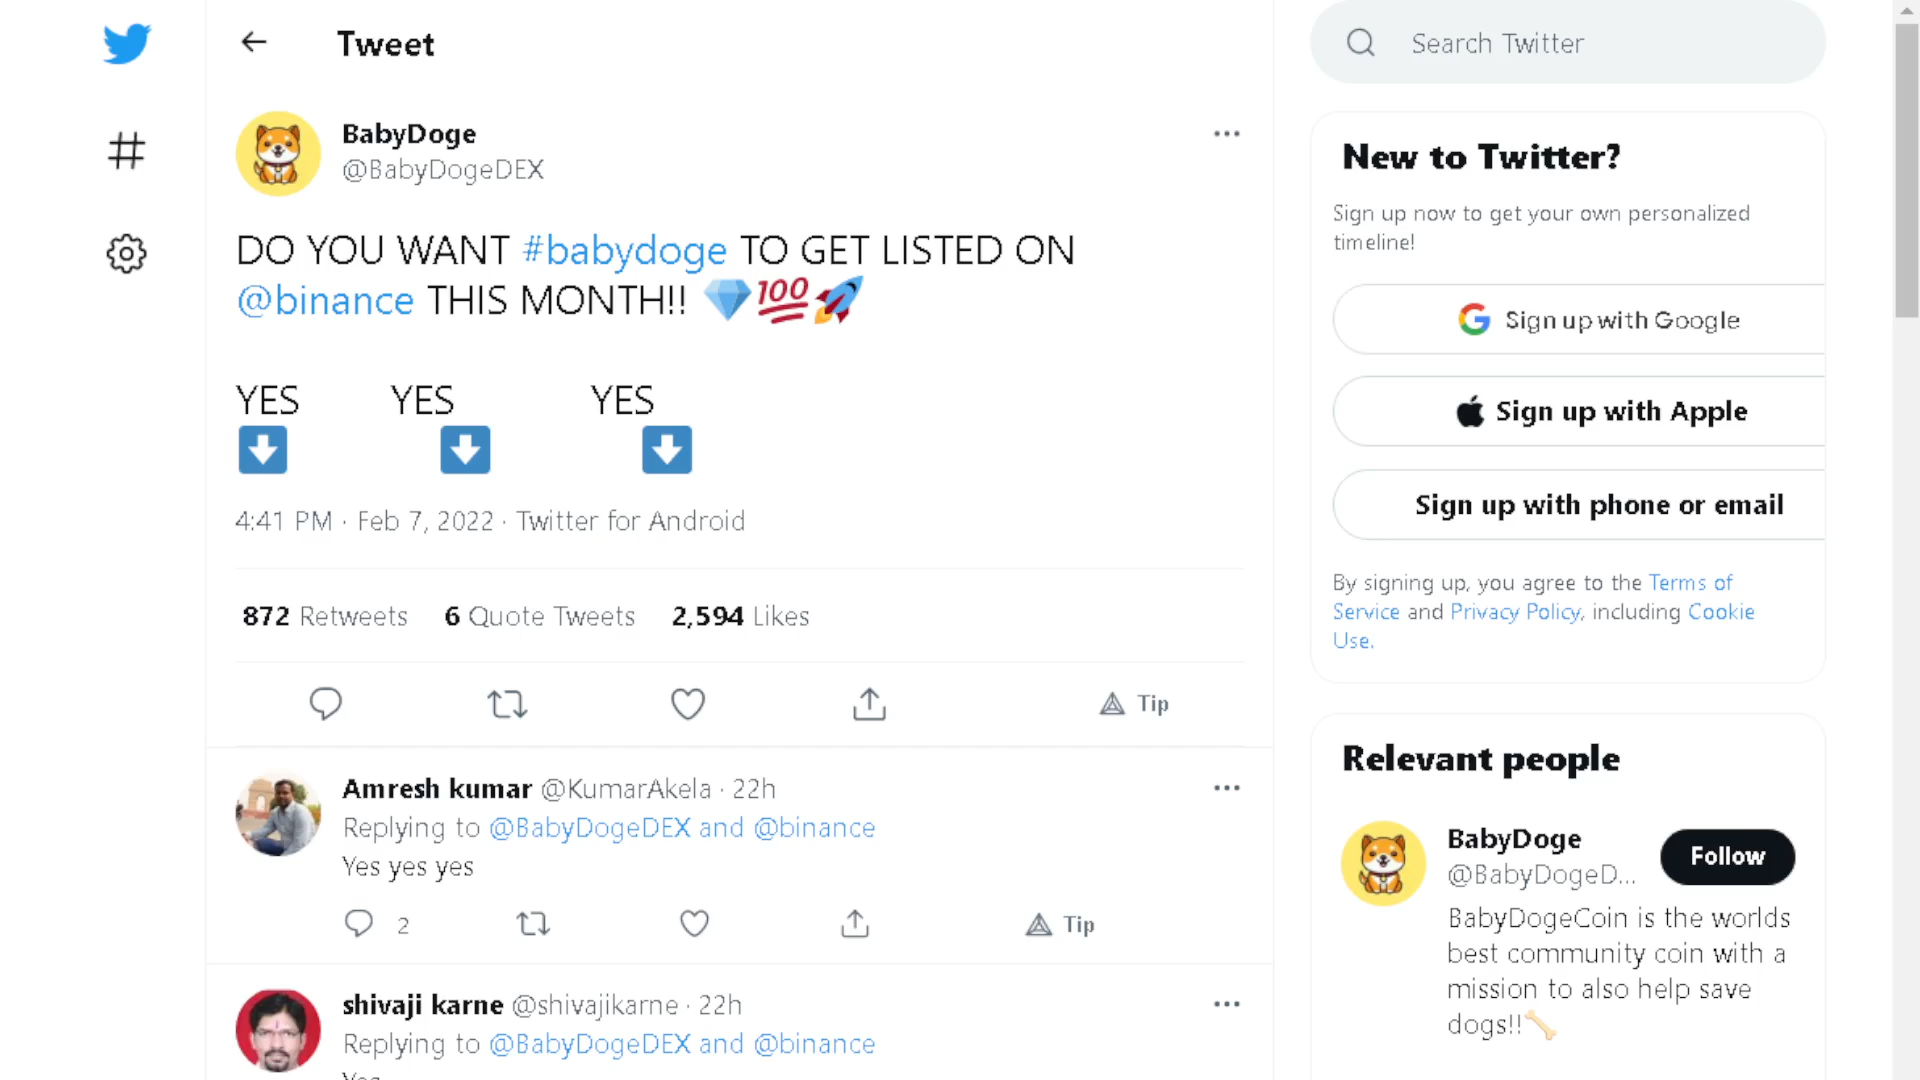 Tweet
BabyDoge
@BabyDogeDEX
DO YOU WANT #babydoge TO GET LISTED ON
@binance THIS MONTH!! 💎💯🚀
YES YES YES
⬇️ ⬇️ ⬇️
4:41 PM · Feb 7, 2022 · Twitter for Android
872 Retweets 6 Quote Tweets 2,594 Likes
Tip
Amresh kumar @KumarAkela · 22h
Replying to @BabyDogeDEX and @binance
Yes yes yes
2
Tip
shivaji karne @shivajikarne · 22h
Replying to @BabyDogeDEX and @binance
Search Twitter
New to Twitter?
Sign up now to get your own personalized
timeline!
Sign up with Google
Sign up with Apple
Sign up with phone or email
By signing up, you agree to the Terms of
Service and Privacy Policy, including Cookie
Use.
Relevant people
BabyDoge
@BabyDogeD...
Follow
BabyDogeCoin is the worlds
best community coin with a
mission to also help save
dogs!!🦴